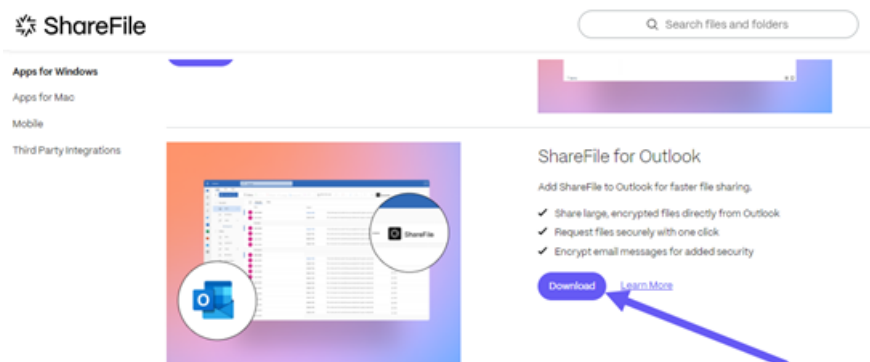 ShareFile
Search files and folders
Apps for Windows
Apps for Mac
Mobile
Third Party Integrations
ShareFile
O
ShareFile for Outlook
Add ShareFile to Outlook for faster file sharing.
✓ Share large, encrypted files directly from Outlook
✓ Request files securely with one click
✓ Encrypt email messages for added security
Download Learn More